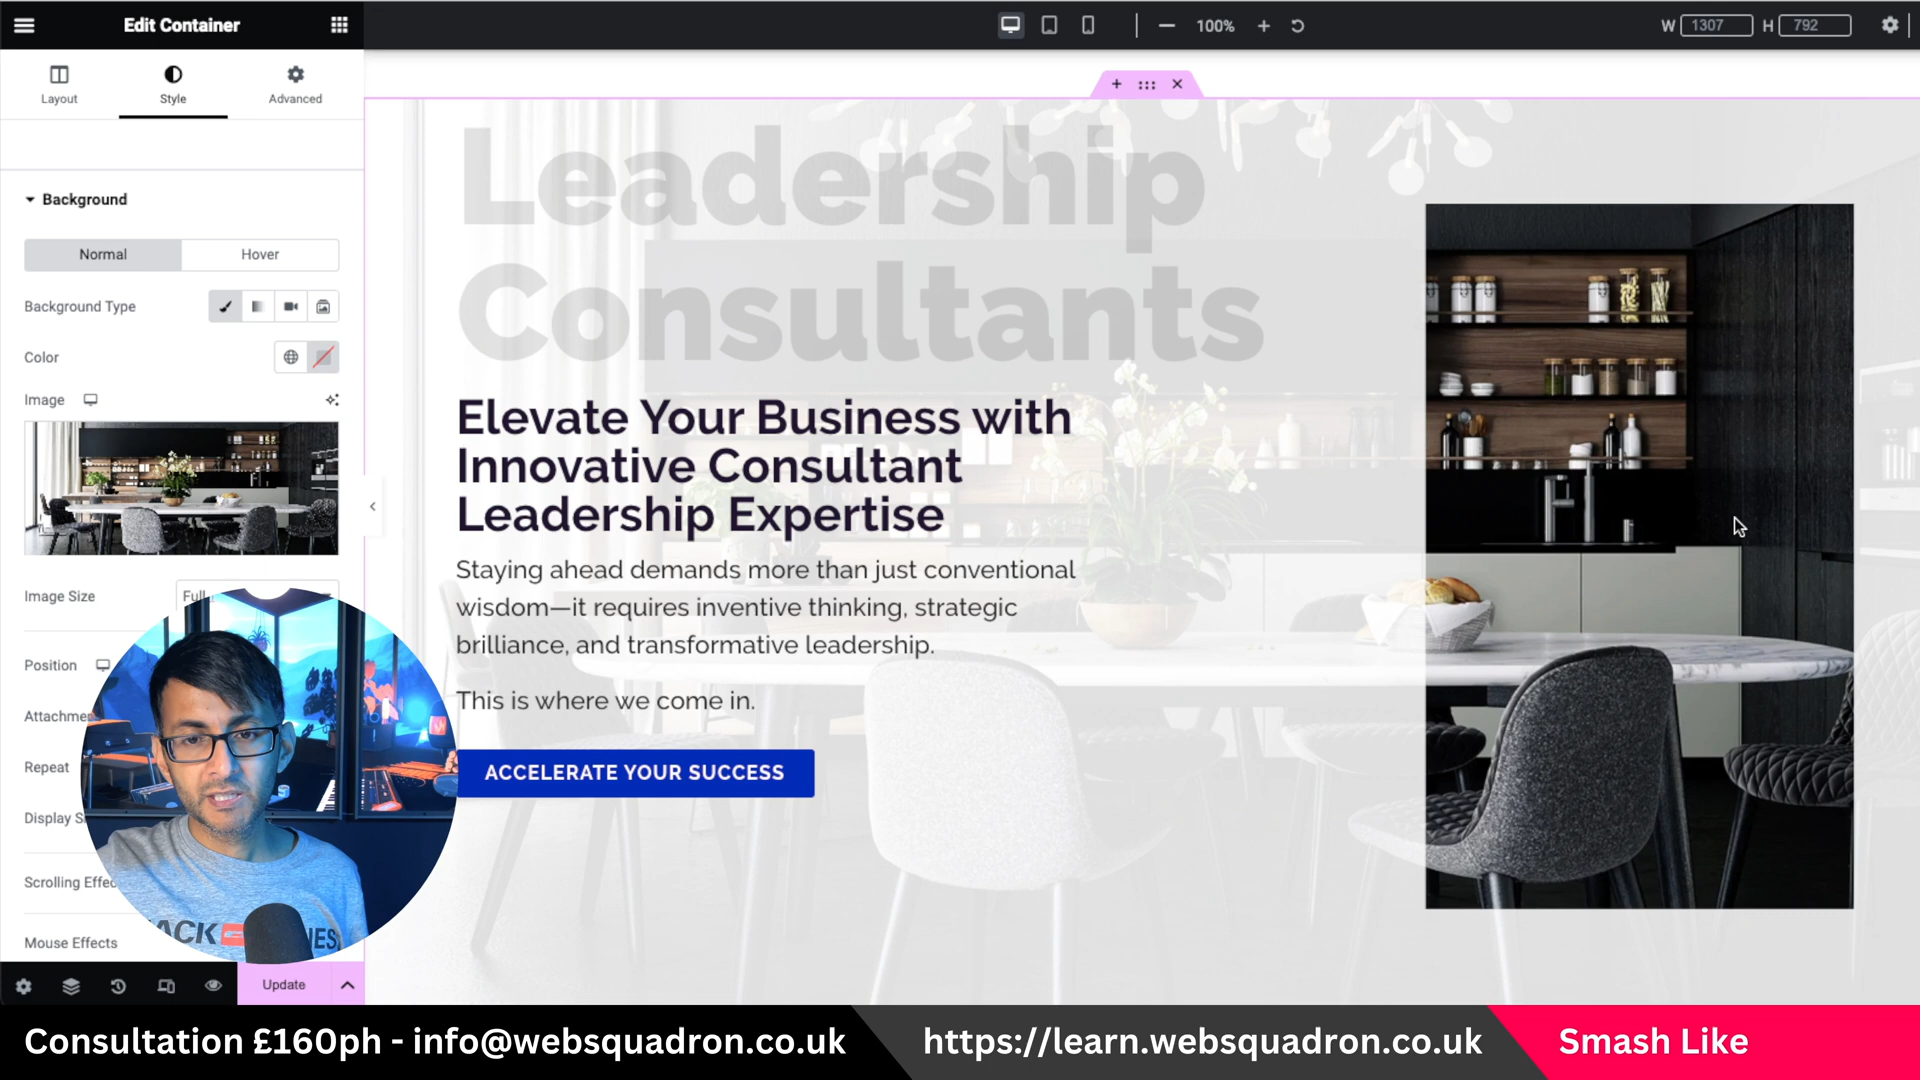 Edit Container
100%
W 1307 H 792
Layout
Style
Advanced
Background
Normal
Hover
Background Type
Color
Image
Image Size
Full
Position
Attachmen
Repeat
Display S
Scrolling Effec
Mouse Effects
Update
Leadership
Consultants
Elevate Your Business with
Innovative Consultant
Leadership Expertise
Staying ahead demands more than just conventional
wisdom—it requires inventive thinking, strategic
brilliance, and transformative leadership.
This is where we come in.
ACCELERATE YOUR SUCCESS
Consultation £160ph - info@websquadron.co.uk
https://learn.websquadron.co.uk
Smash Like